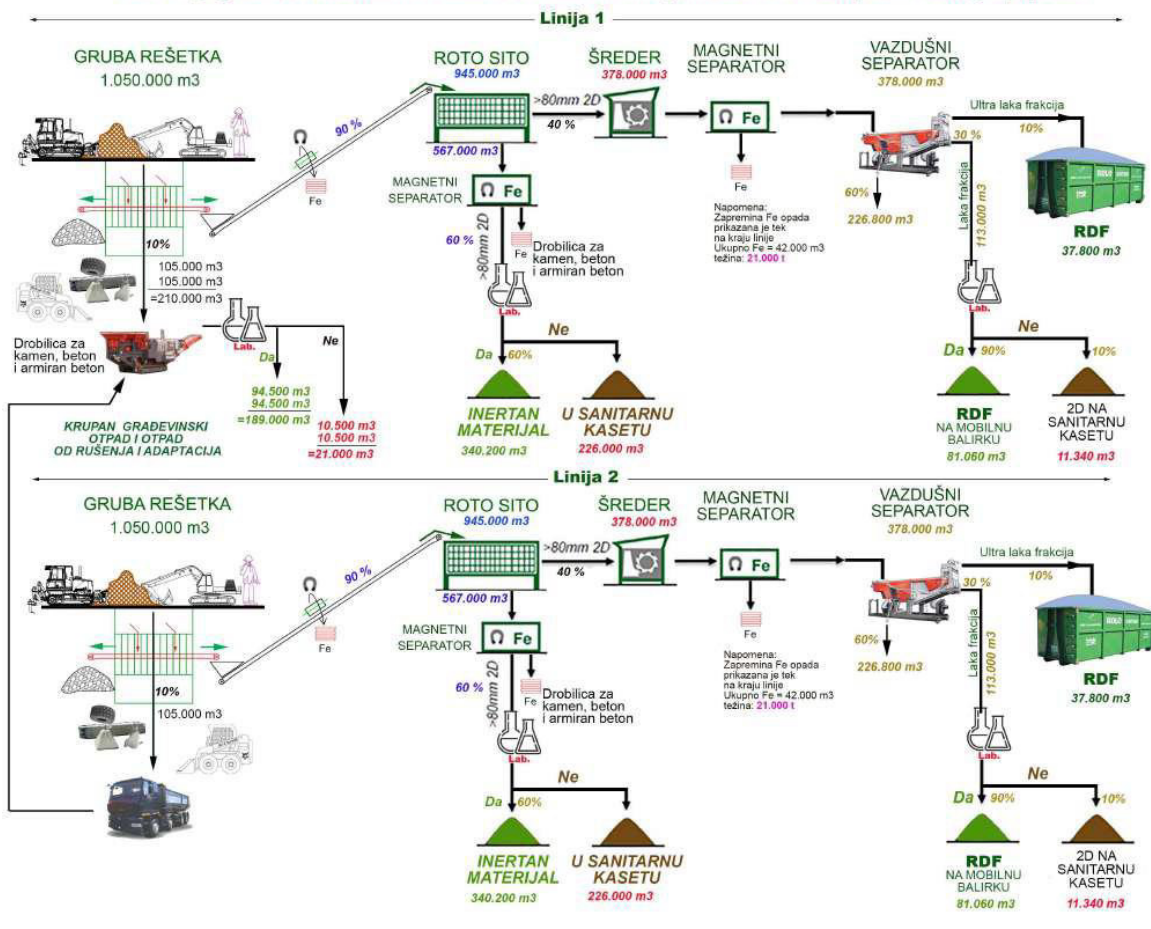 Linija 1
GRUBA REŠETKA
1.050.000 m3
90 %
Fe
10%
105.000 m3
105.000 m3
=210.000 m3
Drobilica za
kamen, beton
i armiran beton
Lab.
Da
Ne
94.500 m3
94.500 m3
=189.000 m3
10.500 m3
10.500 m3
=21.000 m3
KRUPAN GRAĐEVINSKI
OTPAD I OTPAD
OD RUŠENJA I ADAPTACIJA
ROTO SITO
945.000 m3
>80mm 2D
40 %
567.000 m3
MAGNETNI
SEPARATOR
Fe
60 %
>80mm 2D
Fe
Drobilica za
kamen, beton
i armiran beton
Lab.
Da
60%
Ne
INERTAN
MATERIJAL
340.200 m3
U SANITARNU
KASETU
226.000 m3
ŠREDER
378.000 m3
MAGNETNI
SEPARATOR
Fe
Fe
Napomena:
Zapremina Fe opada
prikazana je tek
na kraju linije
Ukupno Fe = 42.000 m3
težina: 21.000 t
VAZDUŠNI
SEPARATOR
378.000 m3
Ultra laka frakcija
30 %
10%
60%
226.800 m3
Laka frakcija
113.000 m3
RDF
37.800 m3
Lab.
Da
90%
Ne
10%
RDF
NA MOBILNU
BALIRKU
81.060 m3
2D NA
SANITARNU
KASETU
11.340 m3
Linija 2
GRUBA REŠETKA
1.050.000 m3
90 %
Fe
10%
105.000 m3
ROTO SITO
945.000 m3
>80mm 2D
40 %
567.000 m3
MAGNETNI
SEPARATOR
Fe
60 %
>80mm 2D
Fe
Drobilica za
kamen, beton
i armiran beton
Lab.
Da
60%
Ne
INERTAN
MATERIJAL
340.200 m3
U SANITARNU
KASETU
226.000 m3
ŠREDER
378.000 m3
MAGNETNI
SEPARATOR
Fe
Fe
Napomena:
Zapremina Fe opada
prikazana je tek
na kraju linije
Ukupno Fe = 42.000 m3
težina: 21.000 t
VAZDUŠNI
SEPARATOR
378.000 m3
Ultra laka frakcija
30 %
10%
60%
226.800 m3
Laka frakcija
113.000 m3
RDF
37.800 m3
Lab.
Da
90%
Ne
10%
RDF
NA MOBILNU
BALIRKU
81.060 m3
2D NA
SANITARNU
KASETU
11.340 m3